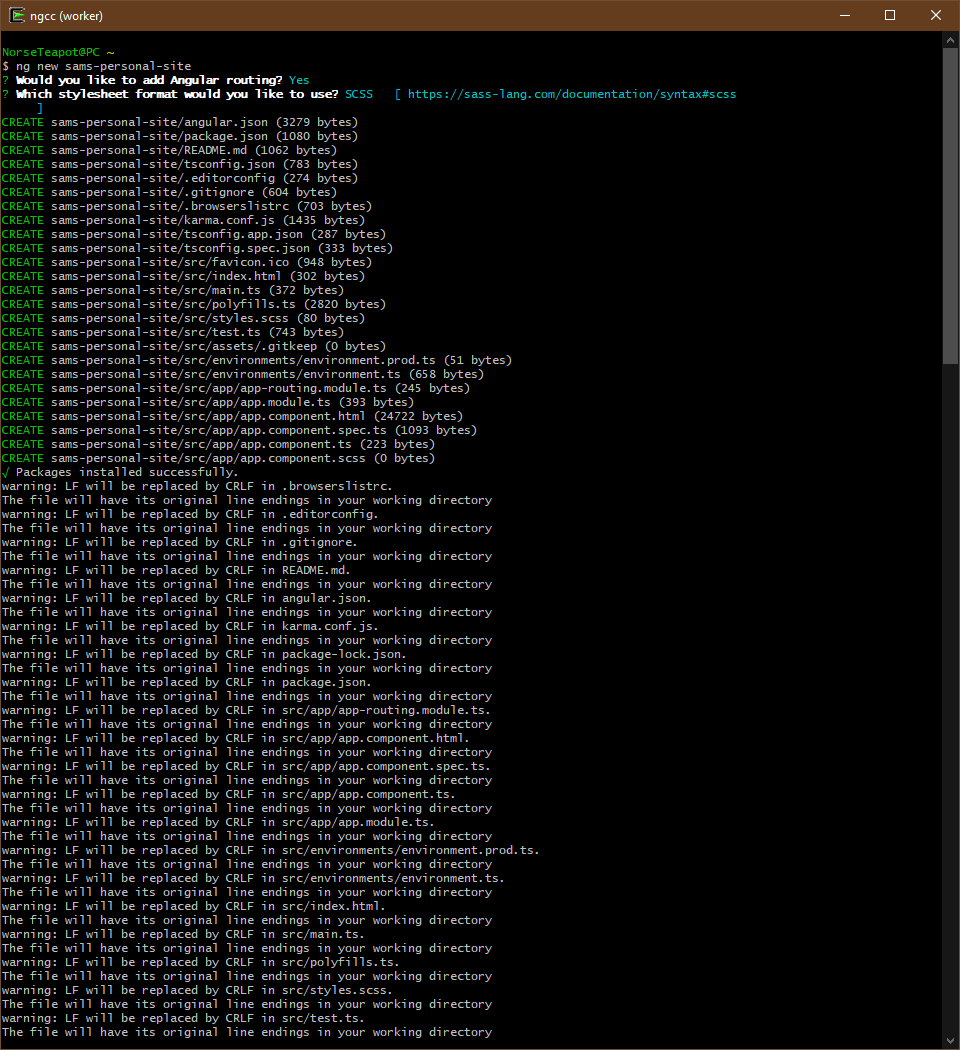 ngcc (worker)
NorseTeapot@PC ~
$ ng new sams-personal-site
? Would you like to add Angular routing? Yes
? Which stylesheet format would you like to use? SCSS   [ https://sass-lang.com/documentation/syntax#scss
     ]
CREATE sams-personal-site/angular.json (3279 bytes)
CREATE sams-personal-site/package.json (1080 bytes)
CREATE sams-personal-site/README.md (1062 bytes)
CREATE sams-personal-site/tsconfig.json (783 bytes)
CREATE sams-personal-site/.editorconfig (274 bytes)
CREATE sams-personal-site/.gitignore (604 bytes)
CREATE sams-personal-site/.browserslistrc (703 bytes)
CREATE sams-personal-site/karma.conf.js (1435 bytes)
CREATE sams-personal-site/tsconfig.app.json (287 bytes)
CREATE sams-personal-site/tsconfig.spec.json (333 bytes)
CREATE sams-personal-site/src/favicon.ico (948 bytes)
CREATE sams-personal-site/src/index.html (302 bytes)
CREATE sams-personal-site/src/main.ts (372 bytes)
CREATE sams-personal-site/src/polyfills.ts (2820 bytes)
CREATE sams-personal-site/src/styles.scss (80 bytes)
CREATE sams-personal-site/src/test.ts (743 bytes)
CREATE sams-personal-site/src/assets/.gitkeep (0 bytes)
CREATE sams-personal-site/src/environments/environment.prod.ts (51 bytes)
CREATE sams-personal-site/src/environments/environment.ts (658 bytes)
CREATE sams-personal-site/src/app/app-routing.module.ts (245 bytes)
CREATE sams-personal-site/src/app/app.module.ts (393 bytes)
CREATE sams-personal-site/src/app/app.component.html (24722 bytes)
CREATE sams-personal-site/src/app/app.component.spec.ts (1093 bytes)
CREATE sams-personal-site/src/app/app.component.ts (223 bytes)
CREATE sams-personal-site/src/app/app.component.scss (0 bytes)
√ Packages installed successfully.
warning: LF will be replaced by CRLF in .browserslistrc.
The file will have its original line endings in your working directory
warning: LF will be replaced by CRLF in .editorconfig.
The file will have its original line endings in your working directory
warning: LF will be replaced by CRLF in .gitignore.
The file will have its original line endings in your working directory
warning: LF will be replaced by CRLF in README.md.
The file will have its original line endings in your working directory
warning: LF will be replaced by CRLF in angular.json.
The file will have its original line endings in your working directory
warning: LF will be replaced by CRLF in karma.conf.js.
The file will have its original line endings in your working directory
warning: LF will be replaced by CRLF in package-lock.json.
The file will have its original line endings in your working directory
warning: LF will be replaced by CRLF in package.json.
The file will have its original line endings in your working directory
warning: LF will be replaced by CRLF in src/app/app-routing.module.ts.
The file will have its original line endings in your working directory
warning: LF will be replaced by CRLF in src/app/app.component.html.
The file will have its original line endings in your working directory
warning: LF will be replaced by CRLF in src/app/app.component.spec.ts.
The file will have its original line endings in your working directory
warning: LF will be replaced by CRLF in src/app/app.component.ts.
The file will have its original line endings in your working directory
warning: LF will be replaced by CRLF in src/app/app.module.ts.
The file will have its original line endings in your working directory
warning: LF will be replaced by CRLF in src/environments/environment.prod.ts.
The file will have its original line endings in your working directory
warning: LF will be replaced by CRLF in src/environments/environment.ts.
The file will have its original line endings in your working directory
warning: LF will be replaced by CRLF in src/index.html.
The file will have its original line endings in your working directory
warning: LF will be replaced by CRLF in src/main.ts.
The file will have its original line endings in your working directory
warning: LF will be replaced by CRLF in src/polyfills.ts.
The file will have its original line endings in your working directory
warning: LF will be replaced by CRLF in src/styles.scss.
The file will have its original line endings in your working directory
warning: LF will be replaced by CRLF in src/test.ts.
The file will have its original line endings in your working directory